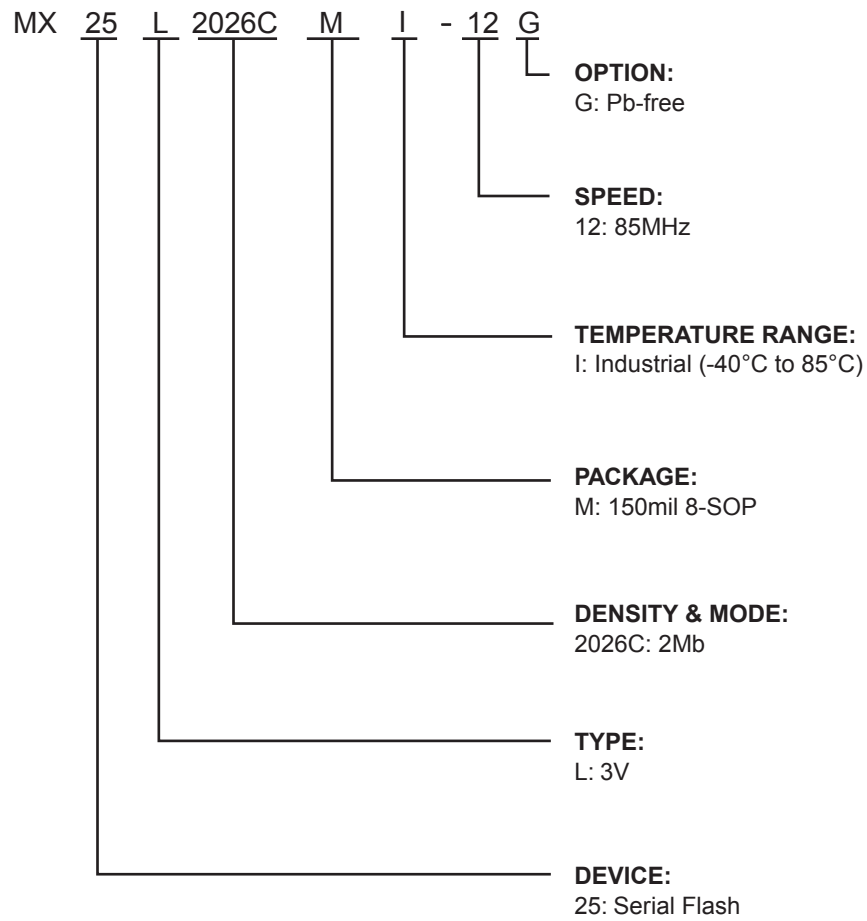 MX 25 L 2026C M I - 12 G
OPTION:
G: Pb-free
SPEED:
12: 85MHz
TEMPERATURE RANGE:
I: Industrial (-40°C to 85°C)
PACKAGE:
M: 150mil 8-SOP
DENSITY & MODE:
2026C: 2Mb
TYPE:
L: 3V
DEVICE:
25: Serial Flash